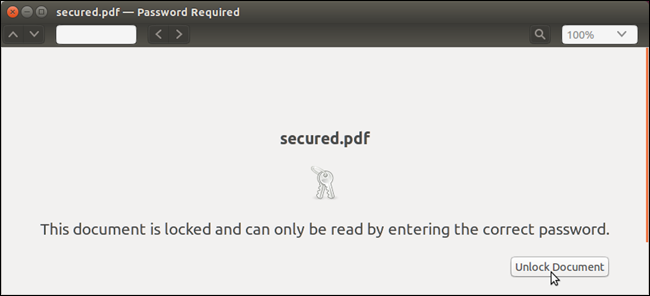 secured.pdf — Password Required
100%
secured.pdf
This document is locked and can only be read by entering the correct password.
Unlock Document